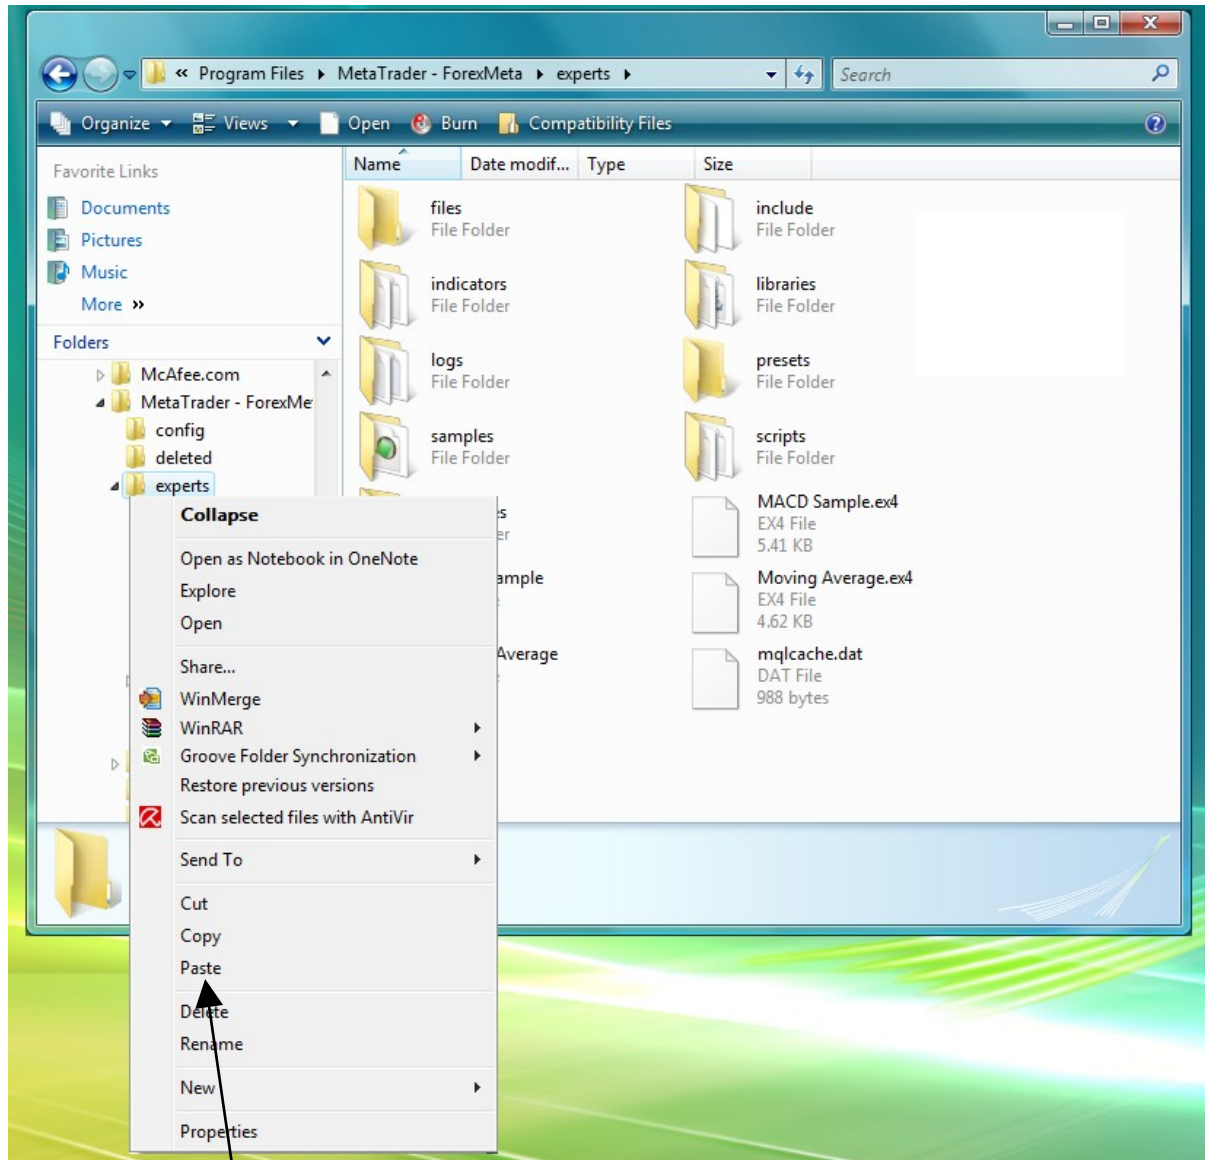 « Program Files ▸ MetaTrader - ForexMeta ▸ experts ▸
Search
Organize Views Open Burn Compatibility Files
Favorite Links
Documents
Pictures
Music
More »
Folders
McAfee.com
MetaTrader - ForexMe
config
deleted
experts
Name Date modif... Type Size
files
File Folder
include
File Folder
indicators
File Folder
libraries
File Folder
logs
File Folder
presets
File Folder
samples
File Folder
scripts
File Folder
MACD Sample.ex4
EX4 File
5.41 KB
ample
Moving Average.ex4
EX4 File
4.62 KB
Average
mqlcache.dat
DAT File
988 bytes
Collapse
Open as Notebook in OneNote
Explore
Open
Share...
WinMerge
WinRAR
Groove Folder Synchronization
Restore previous versions
Scan selected files with AntiVir
Send To
Cut
Copy
Paste
Delete
Rename
New
Properties